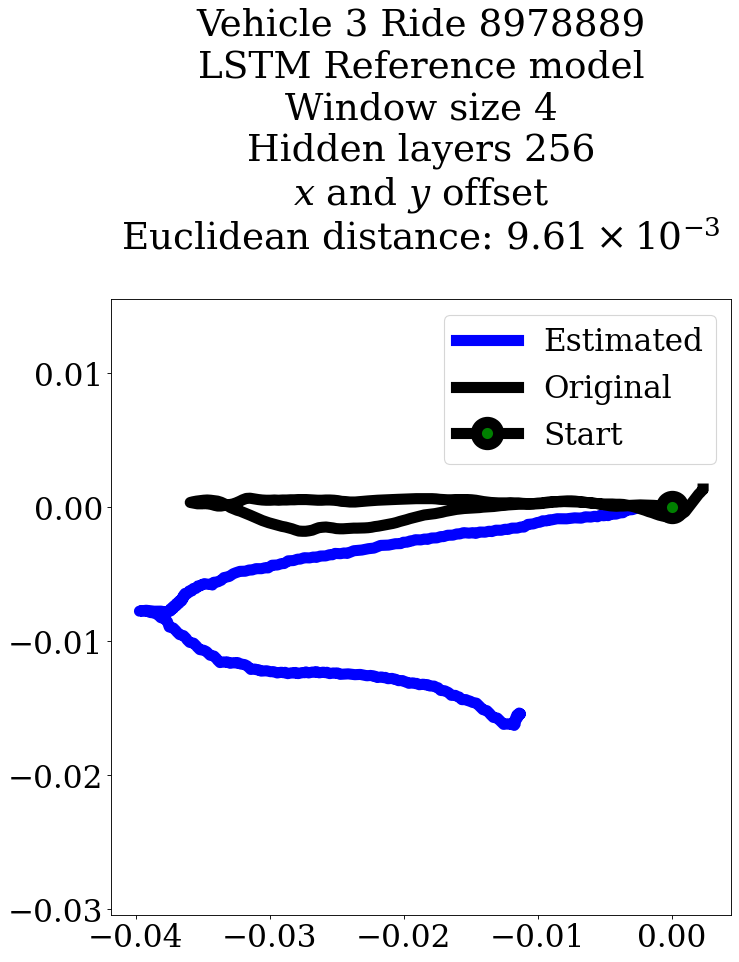 Vehicle 3 Ride 8978889
LSTM Reference model
Window size 4
Hidden layers 256
x and y offset
Euclidean distance: 9.61 × 10⁻³
Estimated
Original
Start
0.01
0.00
−0.01
−0.02
−0.03
−0.04 −0.03 −0.02 −0.01 0.00